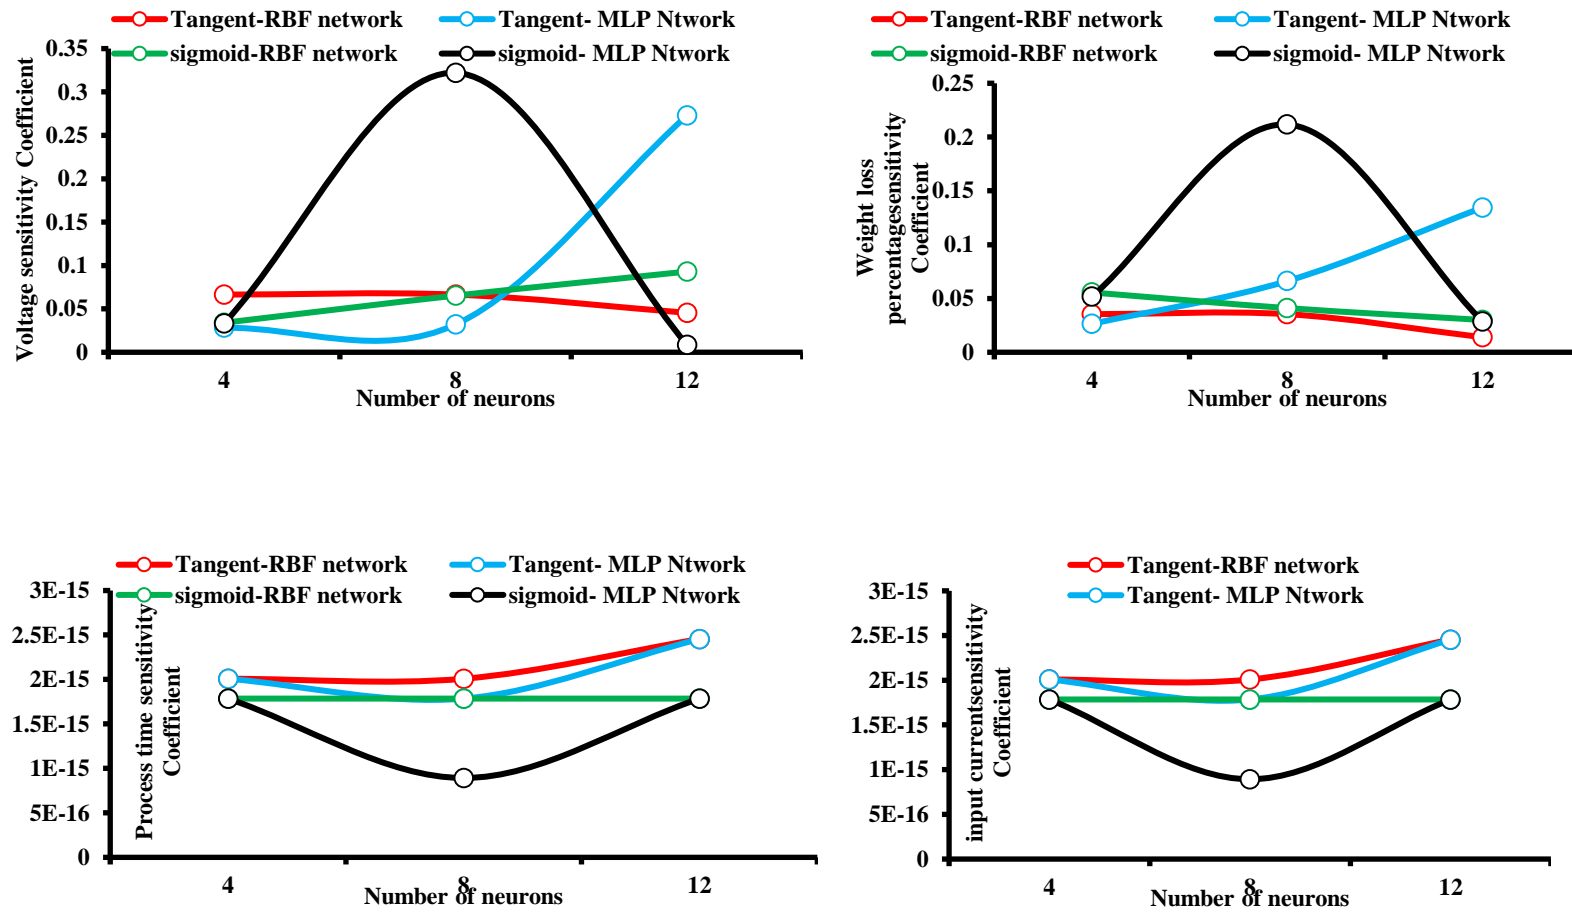 Tangent-RBF network
Tangent- MLP Ntwork
sigmoid-RBF network
sigmoid- MLP Ntwork
0.35
0.3
0.25
0.2
0.15
0.1
0.05
0
Voltage sensitivity Coefficient
4
8
12
Number of neurons
Tangent-RBF network
Tangent- MLP Ntwork
sigmoid-RBF network
sigmoid- MLP Ntwork
0.25
0.2
0.15
0.1
0.05
0
Weight loss
percentagesensitivity
Coefficient
4
8
12
Number of neurons
Tangent-RBF network
Tangent- MLP Ntwork
sigmoid-RBF network
sigmoid- MLP Ntwork
3E-15
2.5E-15
2E-15
1.5E-15
1E-15
5E-16
0
Process time sensitivity
Coefficient
4
8
12
Number of neurons
Tangent-RBF network
Tangent- MLP Ntwork
3E-15
2.5E-15
2E-15
1.5E-15
1E-15
5E-16
0
input currentsensitivity
Coefficient
4
8
12
Number of neurons